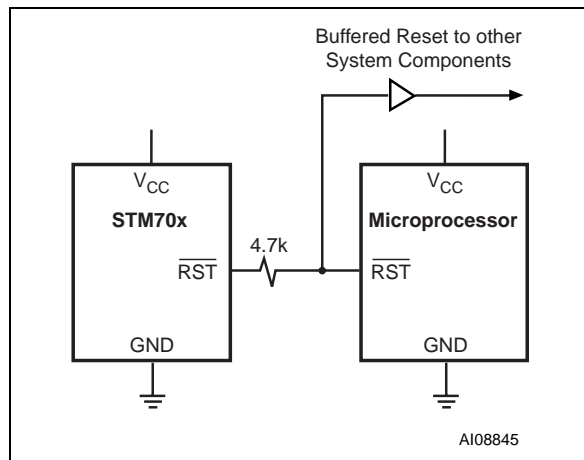 Buffered Reset to other
System Components
VCC
STM70x
4.7k
RST
GND
VCC
Microprocessor
RST
GND
AI08845